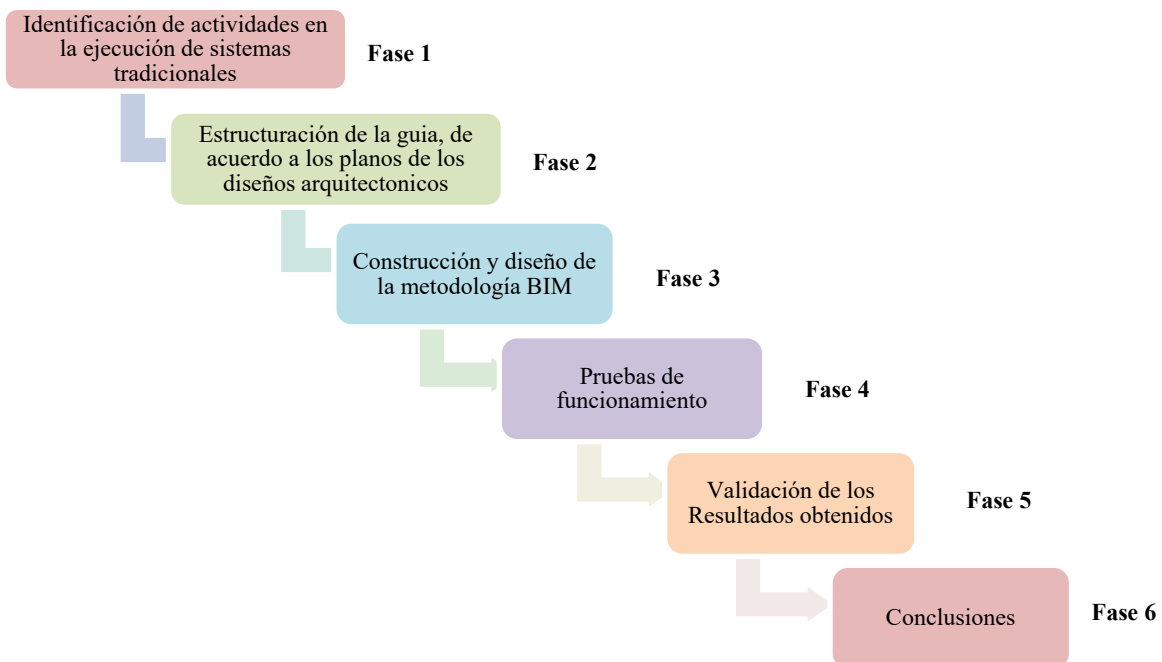 Identificación de actividades en
la ejecución de sistemas
tradicionales
Fase 1
Estructuración de la guia, de
acuerdo a los planos de los
diseños arquitectonicos
Fase 2
Construcción y diseño de
la metodología BIM
Fase 3
Pruebas de
funcionamiento
Fase 4
Validación de los
Resultados obtenidos
Fase 5
Conclusiones
Fase 6